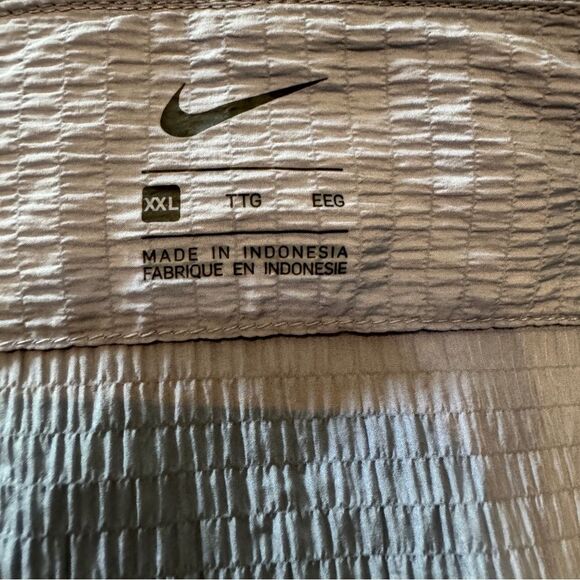 XXL TTG EEG
MADE IN INDONESIA
FABRIQUE EN INDONESIE